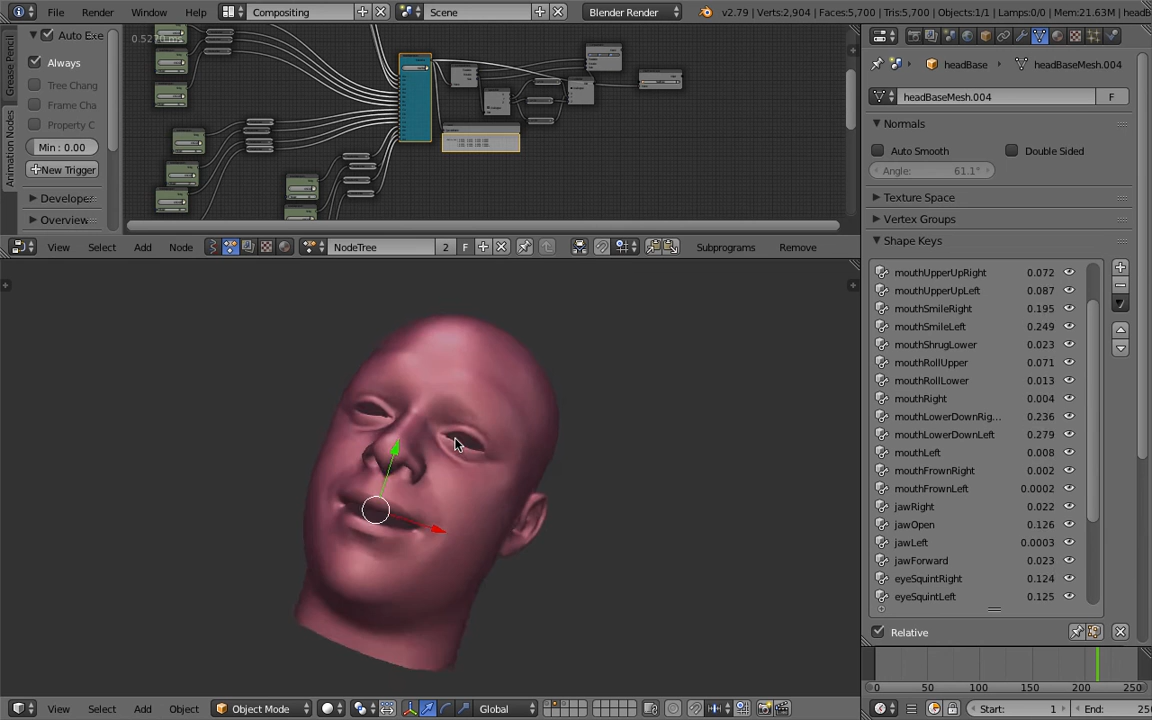 File Render Window Help Compositing F Scene Blender Render v2.79 | Verts:2,904 | Faces:5,700 | Tris:5,700 | Objects:1/1 | Lamps:0/0 | Mem:21.63M | headB
Grease Pencil
Animation Nodes
Auto Exe
Always
Tree Chang
Frame Cha
Property C
Min : 0.00
New Trigger
Develope
Overview
View Select Add Node NodeTree 2 F Subprograms Remove
headBase headBaseMesh.004
headBaseMesh.004 F
Normals
Auto Smooth Double Sided
Angle: 61.1°
Texture Space
Vertex Groups
Shape Keys
mouthUpperUpRight 0.072
mouthUpperUpLeft 0.087
mouthSmileRight 0.195
mouthSmileLeft 0.249
mouthShrugLower 0.023
mouthRollUpper 0.071
mouthRollLower 0.013
mouthRight 0.004
mouthLowerDownRig... 0.236
mouthLowerDownLeft 0.279
mouthLeft 0.008
mouthFrownRight 0.002
mouthFrownLeft 0.0002
jawRight 0.022
jawOpen 0.126
jawLeft 0.0003
jawForward 0.023
eyeSquintRight 0.124
eyeSquintLeft 0.125
Relative
0 50 100 150 200 250
View Select Add Object Object Mode Global
Start: 1 End: 25